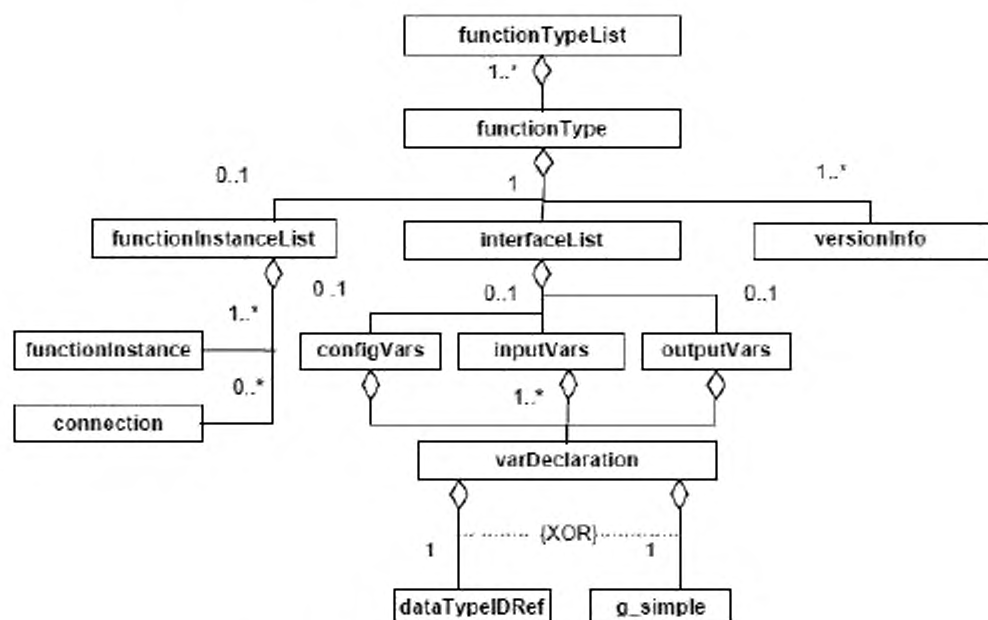 functionTypeList
1..*
functionType
0..1
1
1..*
functionInstanceList
interfaceList
versionInfo
0..1
0..1
0..1
1..*
functionInstance
configVars
inputVars
outputVars
0..*
1..*
connection
varDeclaration
{XOR}
1
1
dataTypeIDRef
g_simple